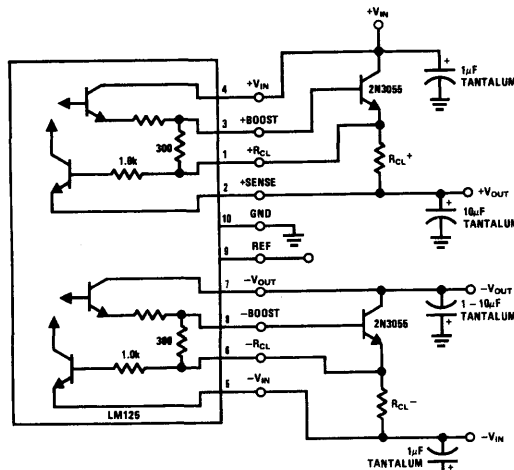 +VIN
4
+VIN
1µF
TANTALUM
2N3055
3
+BOOST
300
1.0k
1
+RCL
RCL+
2
+SENSE
+VOUT
10
GND
10µF
TANTALUM
9
REF
7
-VOUT
-VOUT
8
-BOOST
2N3055
1 - 10µF
TANTALUM
300
1.0k
6
-RCL
RCL-
5
-VIN
-VIN
LM125
1µF
TANTALUM